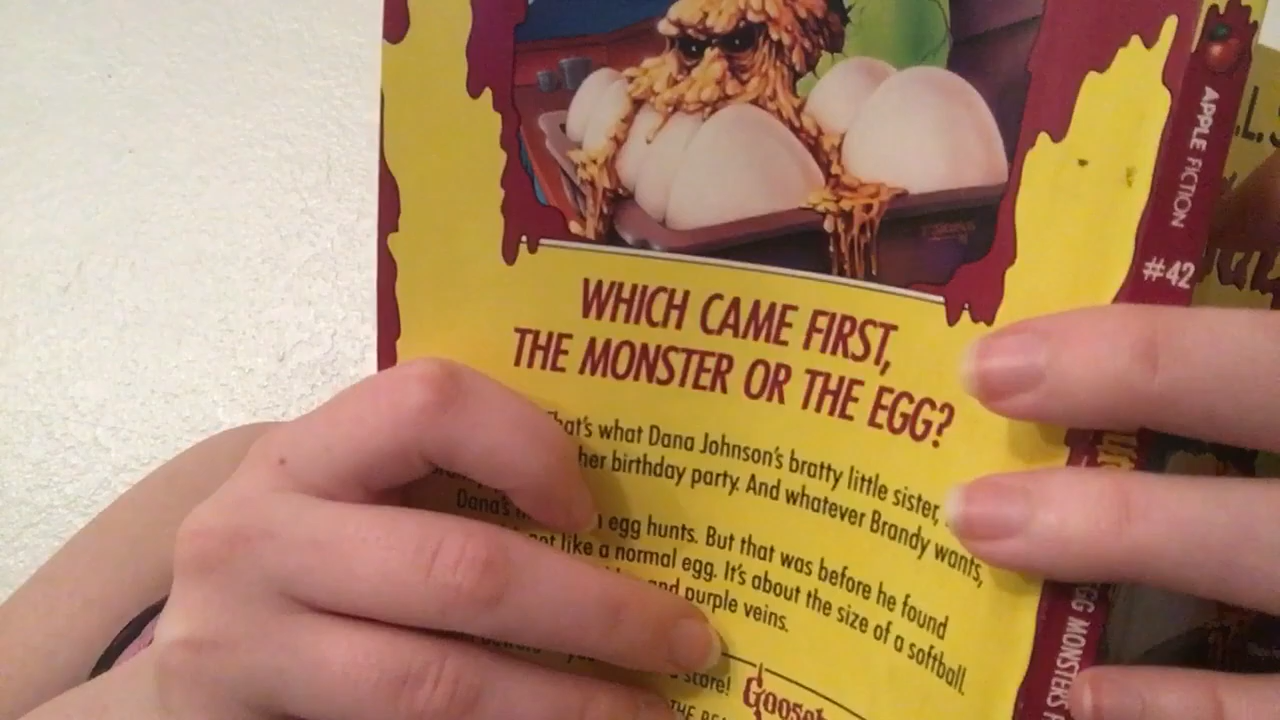 WHICH CAME FIRST,
THE MONSTER OR THE EGG?
That's what Dana Johnson's bratty little sister,
her birthday party. And whatever Brandy wants,
Dana's
egg hunts. But that was before he found
not like a normal egg. It's about the size of a softball.
and purple veins.
store!
Gooseb
THE
APPLE FICTION
#42
EGG MONSTERS